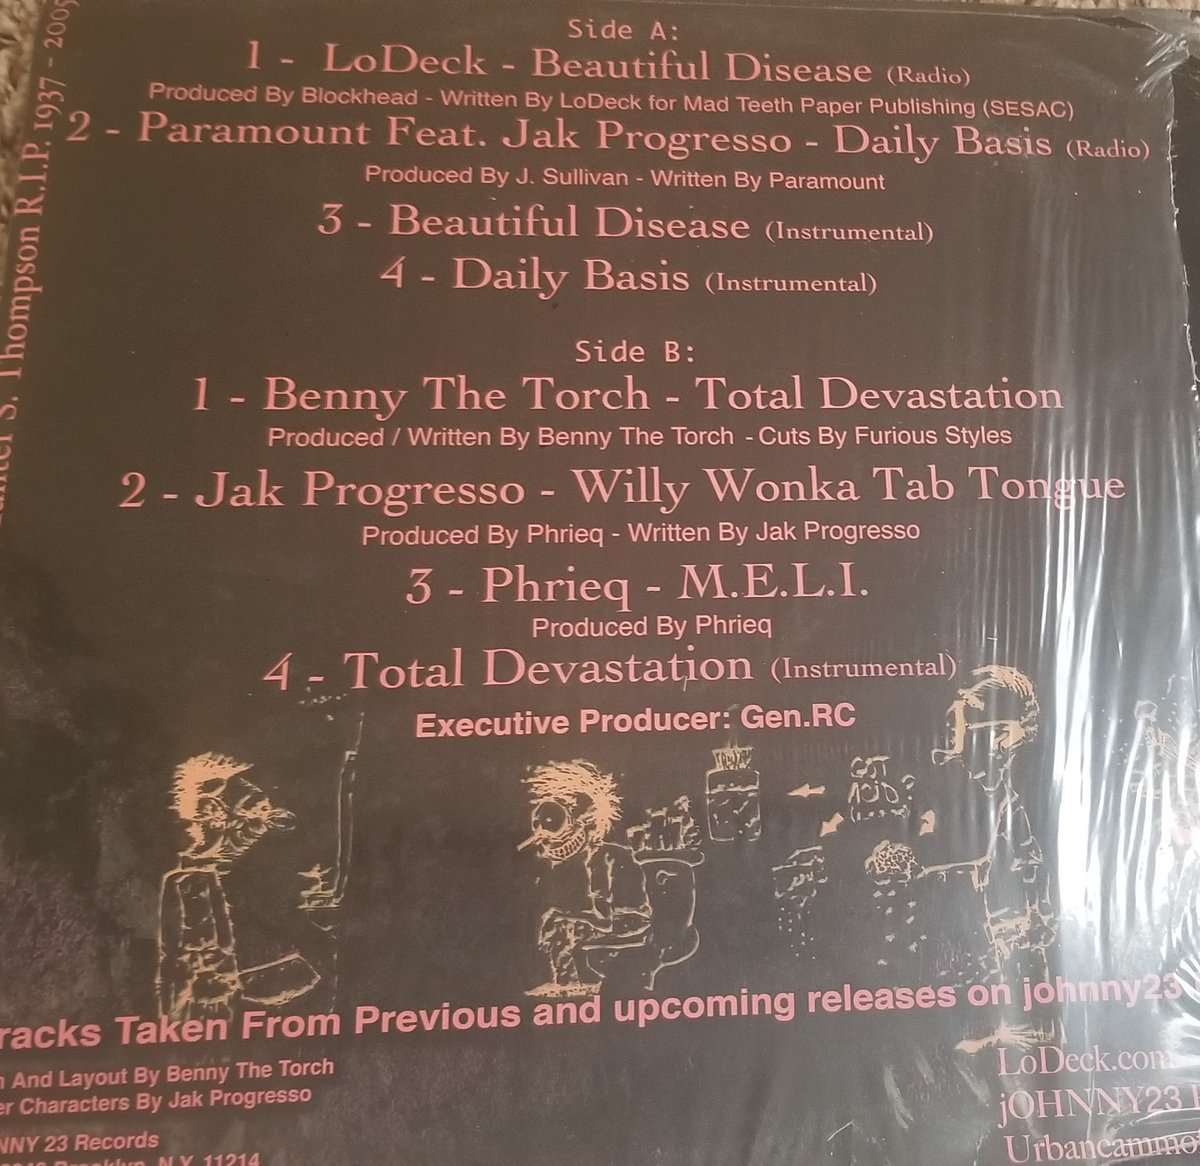 Side A:
1 - LoDeck - Beautiful Disease (Radio)
Produced By Blockhead - Written By LoDeck for Mad Teeth Paper Publishing (SESAC)
2 - Paramount Feat. Jak Progresso - Daily Basis (Radio)
Produced By J. Sullivan - Written By Paramount
3 - Beautiful Disease (Instrumental)
4 - Daily Basis (Instrumental)
Side B:
1 - Benny The Torch - Total Devastation
Produced / Written By Benny The Torch - Cuts By Furious Styles
2 - Jak Progresso - Willy Wonka Tab Tongue
Produced By Phrieq - Written By Jak Progresso
3 - Phrieq - M.E.L.I.
Produced By Phrieq
4 - Total Devastation (Instrumental)
Executive Producer: Gen.RC
GOT
ACID?
Taken From Previous and upcoming releases on johnny23
And Layout By Benny The Torch
Characters By Jak Progresso
23 Records
Brooklyn, N.Y. 11214
LoDeck.com
jOHNNY23
S. Thompson R.I.P. 1937 - 2005